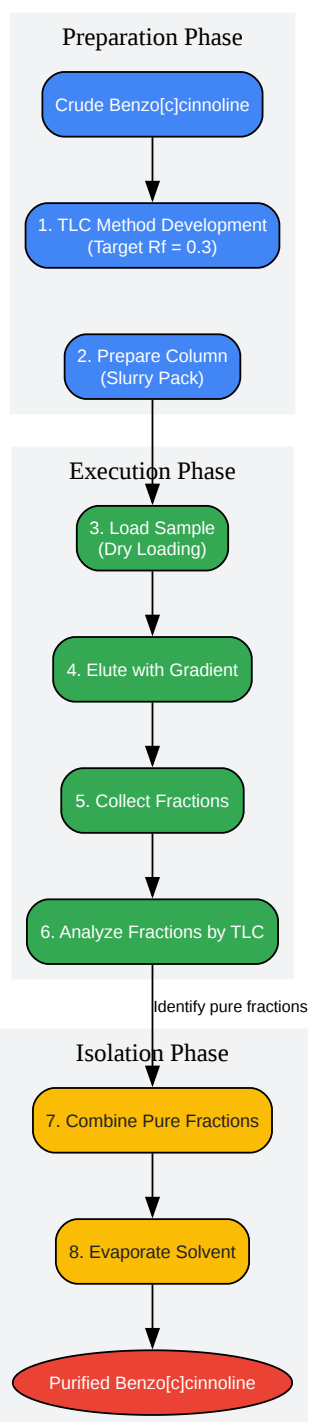 Preparation Phase
Crude Benzo[c]cinnoline
1. TLC Method Development
(Target Rf = 0.3)
2. Prepare Column
(Slurry Pack)
Execution Phase
3. Load Sample
(Dry Loading)
4. Elute with Gradient
5. Collect Fractions
6. Analyze Fractions by TLC
Identify pure fractions
Isolation Phase
7. Combine Pure Fractions
8. Evaporate Solvent
Purified Benzo[c]cinnoline